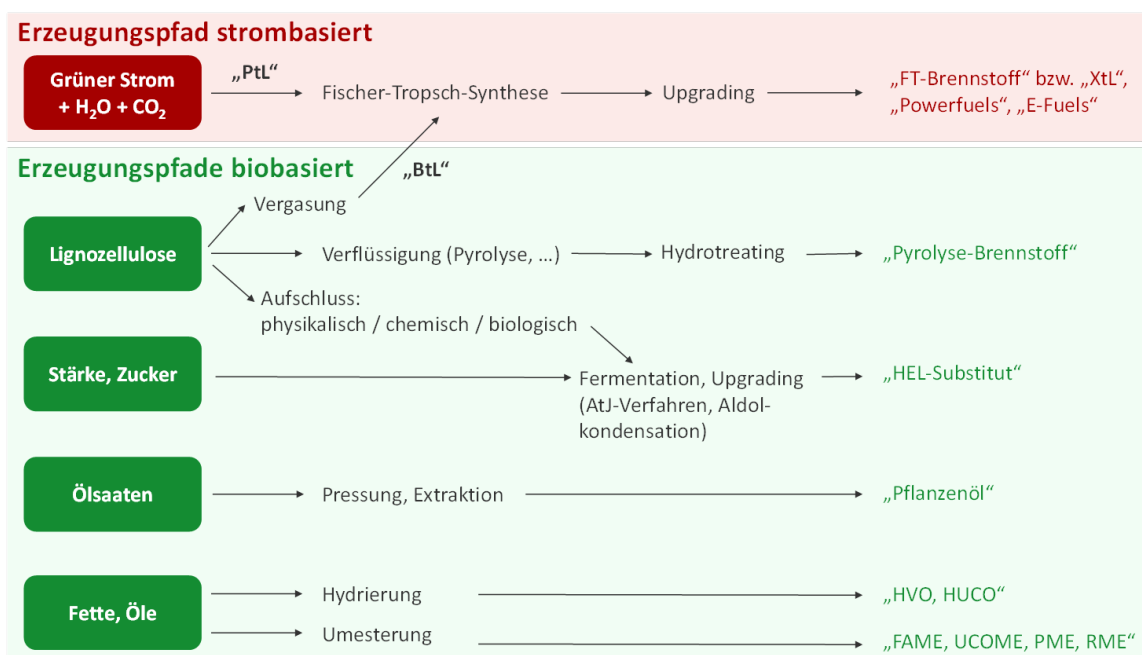 Erzeugungspfad strombasiert
Grüner Strom
+ H₂O + CO₂
„PtL“
Fischer-Tropsch-Synthese
Upgrading
„FT-Brennstoff“ bzw. „XtL“,
„Powerfuels“, „E-Fuels“
Erzeugungspfade biobasiert
„BtL“
Vergasung
Lignozellulose
Verflüssigung (Pyrolyse, ...)
Hydrotreating
„Pyrolyse-Brennstoff“
Aufschluss:
physikalisch / chemisch / biologisch
Stärke, Zucker
Fermentation, Upgrading
(AtJ-Verfahren, Aldol-
kondensation)
„HEL-Substitut“
Ölsaaten
Pressung, Extraktion
„Pflanzenöl“
Fette, Öle
Hydrierung
„HVO, HUCO“
Umesterung
„FAME, UCOME, PME, RME“